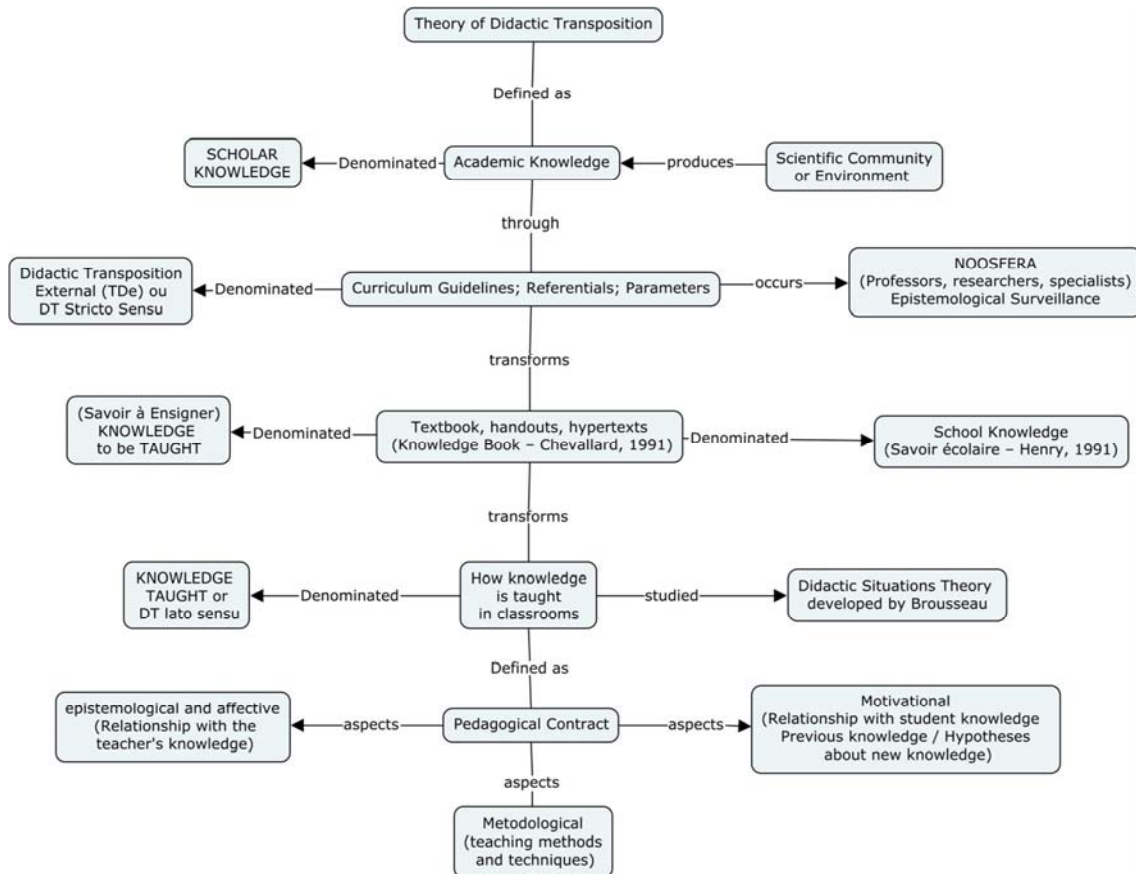 Theory of Didactic Transposition
Defined as
SCHOLAR
KNOWLEDGE
Denominated
Academic Knowledge
produces
Scientific Community
or Environment
through
Didactic Transposition
External (TDe) ou
DT Stricto Sensu
Denominated
Curriculum Guidelines; Referentials; Parameters
occurs
NOOSFERA
(Professors, researchers, specialists)
Epistemological Surveillance
transforms
(Savoir à Ensigner)
KNOWLEDGE
to be TAUGHT
Denominated
Textbook, handouts, hypertexts
(Knowledge Book – Chevallard, 1991)
Denominated
School Knowledge
(Savoir écolaire – Henry, 1991)
transforms
KNOWLEDGE
TAUGHT or
DT lato sensu
Denominated
How knowledge
is taught
in classrooms
studied
Didactic Situations Theory
developed by Brousseau
Defined as
epistemological and affective
(Relationship with the
teacher's knowledge)
aspects
Pedagogical Contract
aspects
Motivational
(Relationship with student knowledge
Previous knowledge / Hypotheses
about new knowledge)
aspects
Metodological
(teaching methods
and techniques)